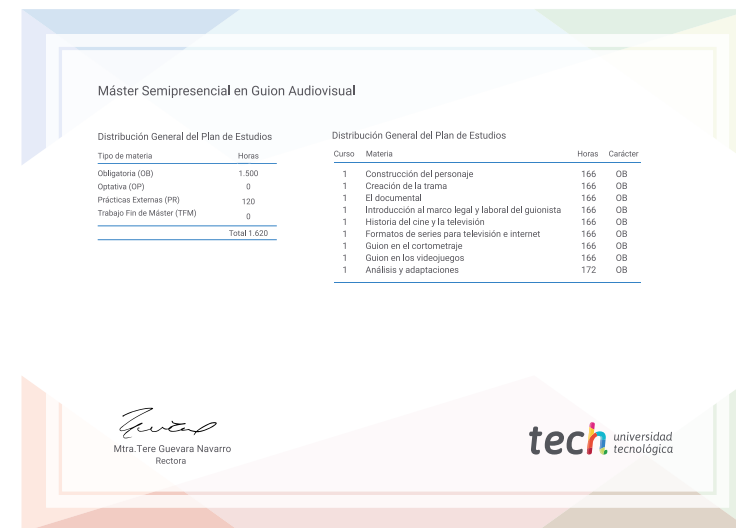 Máster Semipresencial en Guion Audiovisual
Distribución General del Plan de Estudios
Tipo de materia Horas
Obligatoria (OB) 1.500
Optativa (OP) 0
Prácticas Externas (PR) 120
Trabajo Fin de Máster (TFM) 0
Total 1.620
Distribución General del Plan de Estudios
Curso Materia Horas Carácter
1 Construcción del personaje 166 OB
1 Creación de la trama 166 OB
1 El documental 166 OB
1 Introducción al marco legal y laboral del guionista 166 OB
1 Historia del cine y la televisión 166 OB
1 Formatos de series para televisión e internet 166 OB
1 Guion en el cortometraje 166 OB
1 Guion en los videojuegos 166 OB
1 Análisis y adaptaciones 172 OB
Mtra.Tere Guevara Navarro
Rectora
tech universidad
tecnológica